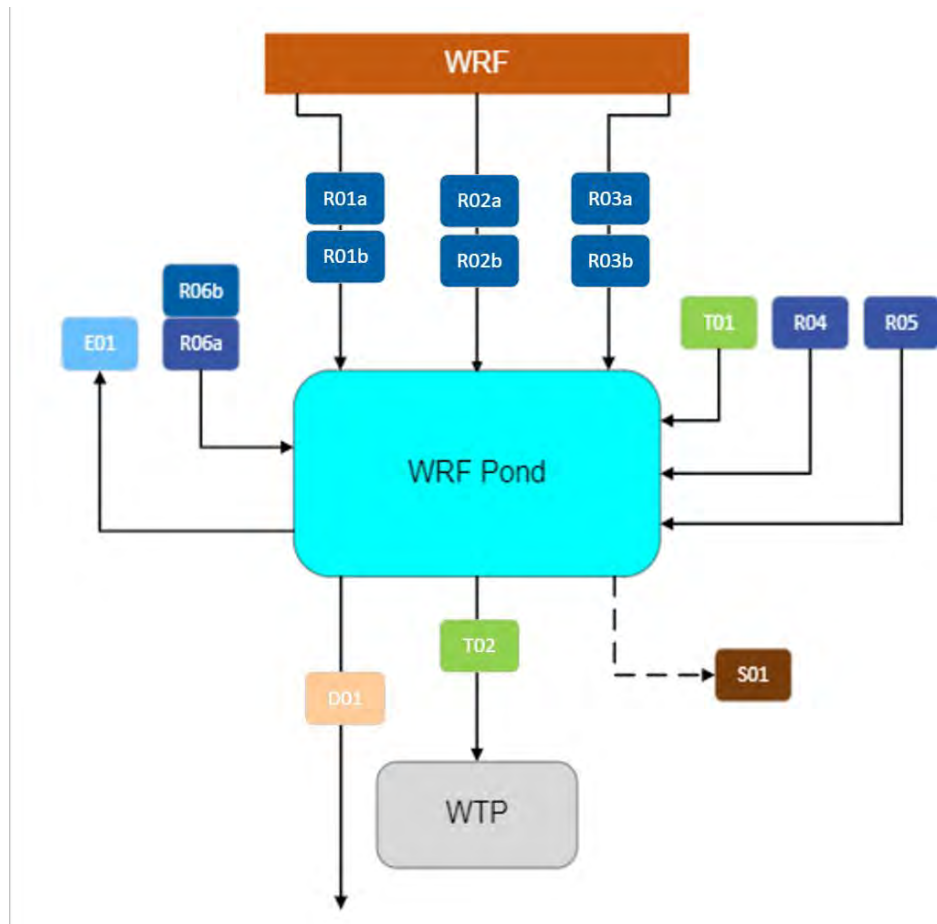 WRF
R01a
R02a
R03a
R01b
R02b
R03b
R06b
E01
R06a
T01
R04
R05
WRF Pond
T02
S01
D01
WTP